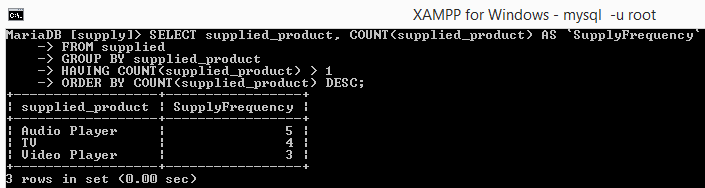 XAMPP for Windows - mysql -u root
MariaDB [supply]> SELECT supplied_product, COUNT(supplied_product) AS `SupplyFrequency`
-> FROM supplied
-> GROUP BY supplied_product
-> HAVING COUNT(supplied_product) > 1
-> ORDER BY COUNT(supplied_product) DESC;
+------------------+-----------------+
| supplied_product | SupplyFrequency |
+------------------+-----------------+
| Audio Player     |               5 |
| TV               |               4 |
| Video Player     |               3 |
+------------------+-----------------+
3 rows in set (0.00 sec)